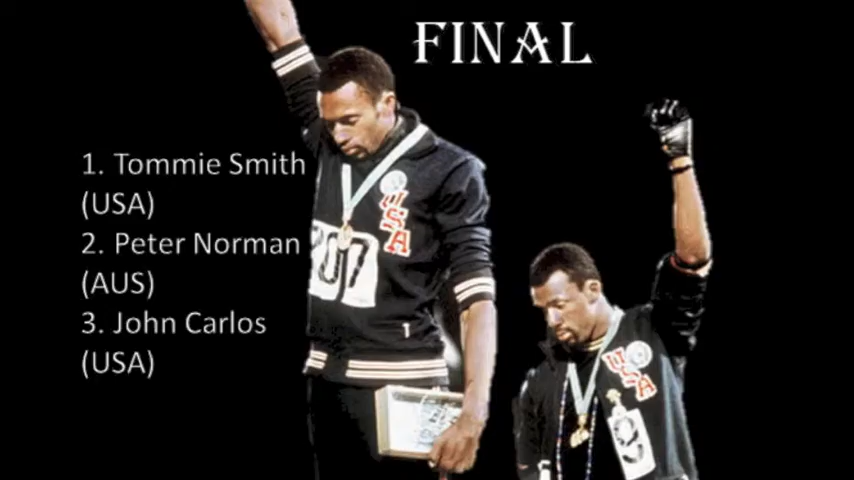 FINAL
1. Tommie Smith
(USA)
2. Peter Norman
(AUS)
3. John Carlos
(USA)
USA
USA